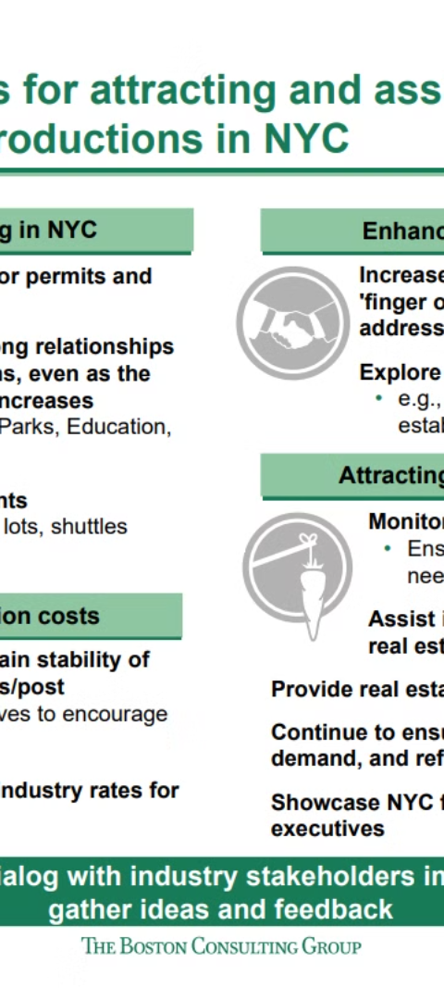 s for attracting and ass
roductions in NYC
g in NYC
or permits and
ong relationships
ns, even as the
ncreases
Parks, Education,
nts
lots, shuttles
ion costs
ain stability of
s/post
ves to encourage
ndustry rates for
Enhanc
Increase
'finger o
address
Explore
• e.g.,
estal
Attracting
Monitor
• Ens
nee
Assist i
real est
Provide real esta
Continue to ensu
demand, and ref
Showcase NYC f
executives
ialog with industry stakeholders in
gather ideas and feedback
THE BOSTON CONSULTING GROUP